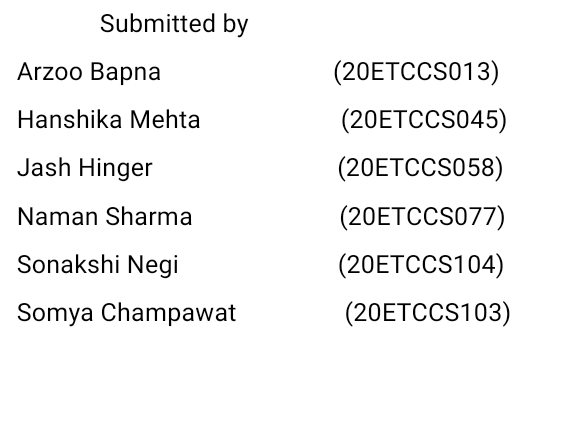 Submitted by
Arzoo Bapna (20ETCCS013)
Hanshika Mehta (20ETCCS045)
Jash Hinger (20ETCCS058)
Naman Sharma (20ETCCS077)
Sonakshi Negi (20ETCCS104)
Somya Champawat (20ETCCS103)